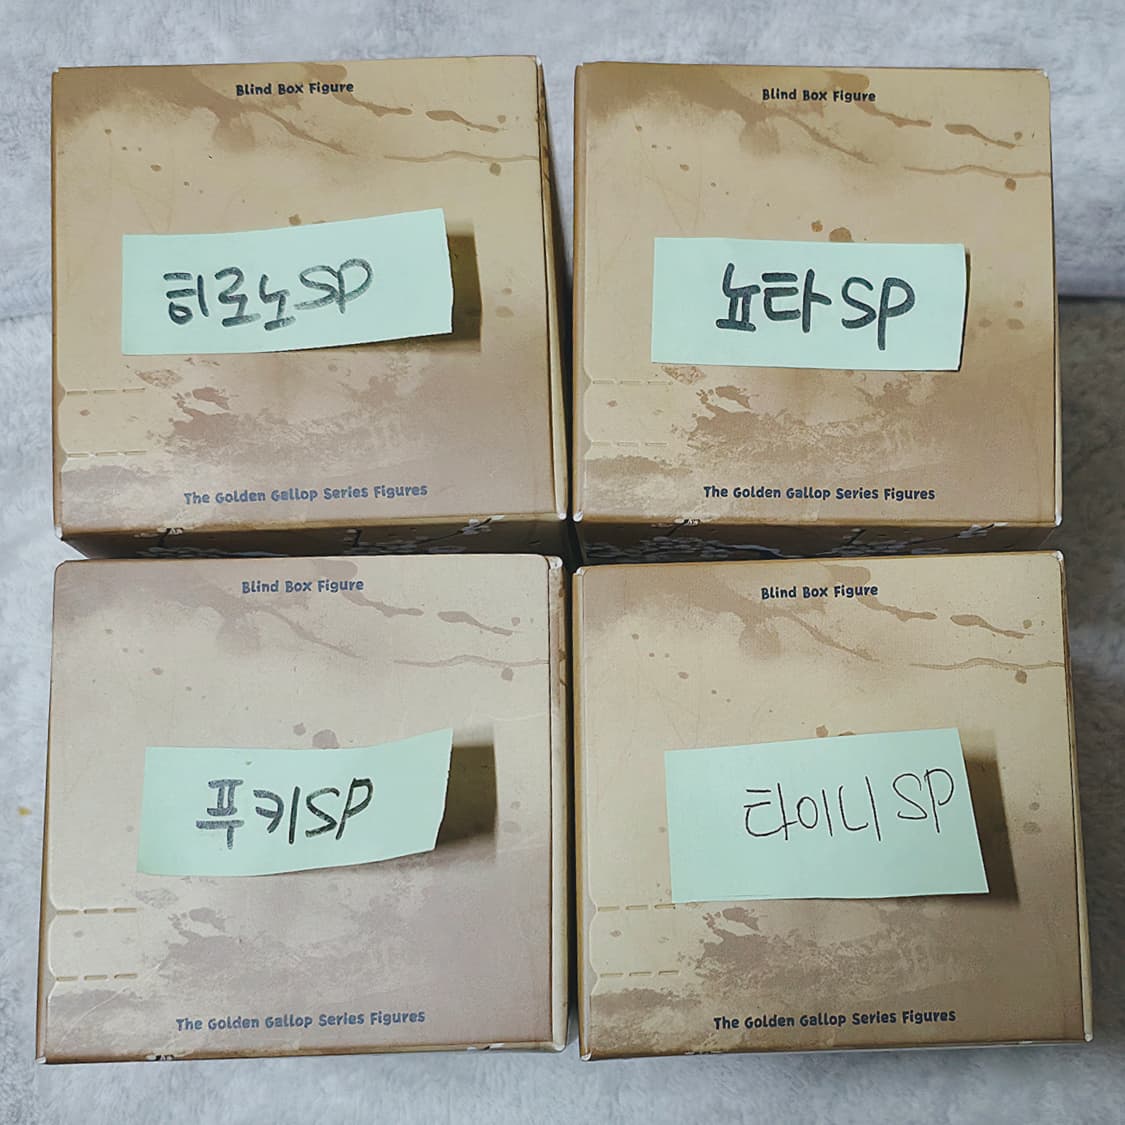 Blind Box Figure
히로노SP
The Golden Gallop Series Figures
Blind Box Figure
뇨타SP
The Golden Gallop Series Figures
Blind Box Figure
푸키SP
The Golden Gallop Series Figures
Blind Box Figure
타이니SP
The Golden Gallop Series Figures